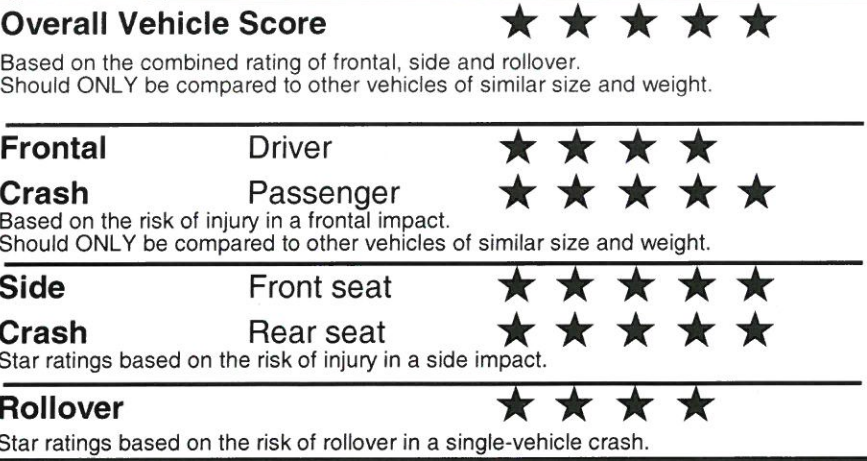 Overall Vehicle Score ★ ★ ★ ★ ★
Based on the combined rating of frontal, side and rollover.
Should ONLY be compared to other vehicles of similar size and weight.
Frontal Driver ★ ★ ★ ★
Crash Passenger ★ ★ ★ ★ ★
Based on the risk of injury in a frontal impact.
Should ONLY be compared to other vehicles of similar size and weight.
Side Front seat ★ ★ ★ ★ ★
Crash Rear seat ★ ★ ★ ★ ★
Star ratings based on the risk of injury in a side impact.
Rollover ★ ★ ★ ★
Star ratings based on the risk of rollover in a single-vehicle crash.